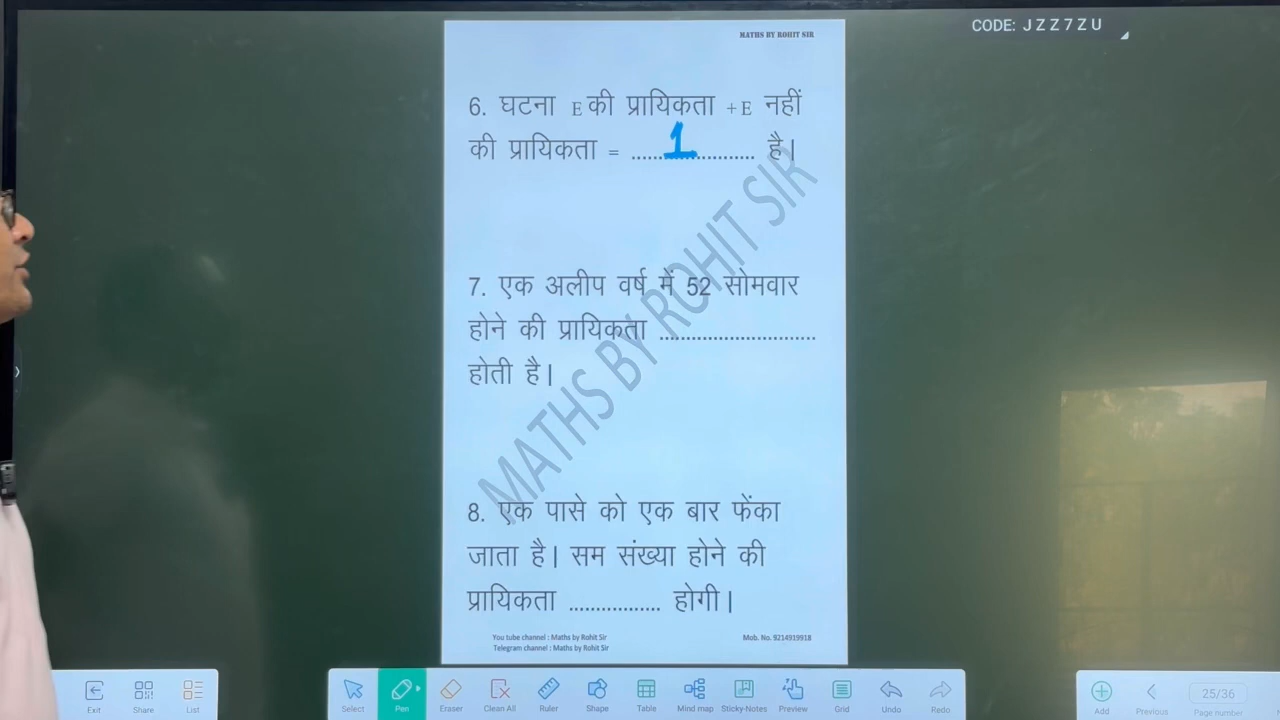 CODE: JZZ7ZU
MATHS BY ROHIT SIR
6. घटना E की प्रायिकता + E नहीं
की प्रायिकता = ......1............ है|
7. एक अलीप वर्ष में 52 सोमवार
होने की प्रायिकता .............................
होती है|
8. एक पासे को एक बार फेंका
जाता है| सम संख्या होने की
प्रायिकता ................. होगी|
MATHS BY ROHIT SIR
You tube channel : Maths by Rohit Sir
Mob. No. 9214919918
Telegram channel : Maths by Rohit Sir
Exit Share List Select Pen Eraser Clean All Ruler Shape Table Mind map Sticky-Notes Preview Grid Undo Redo Add Previous 25/36
Page number